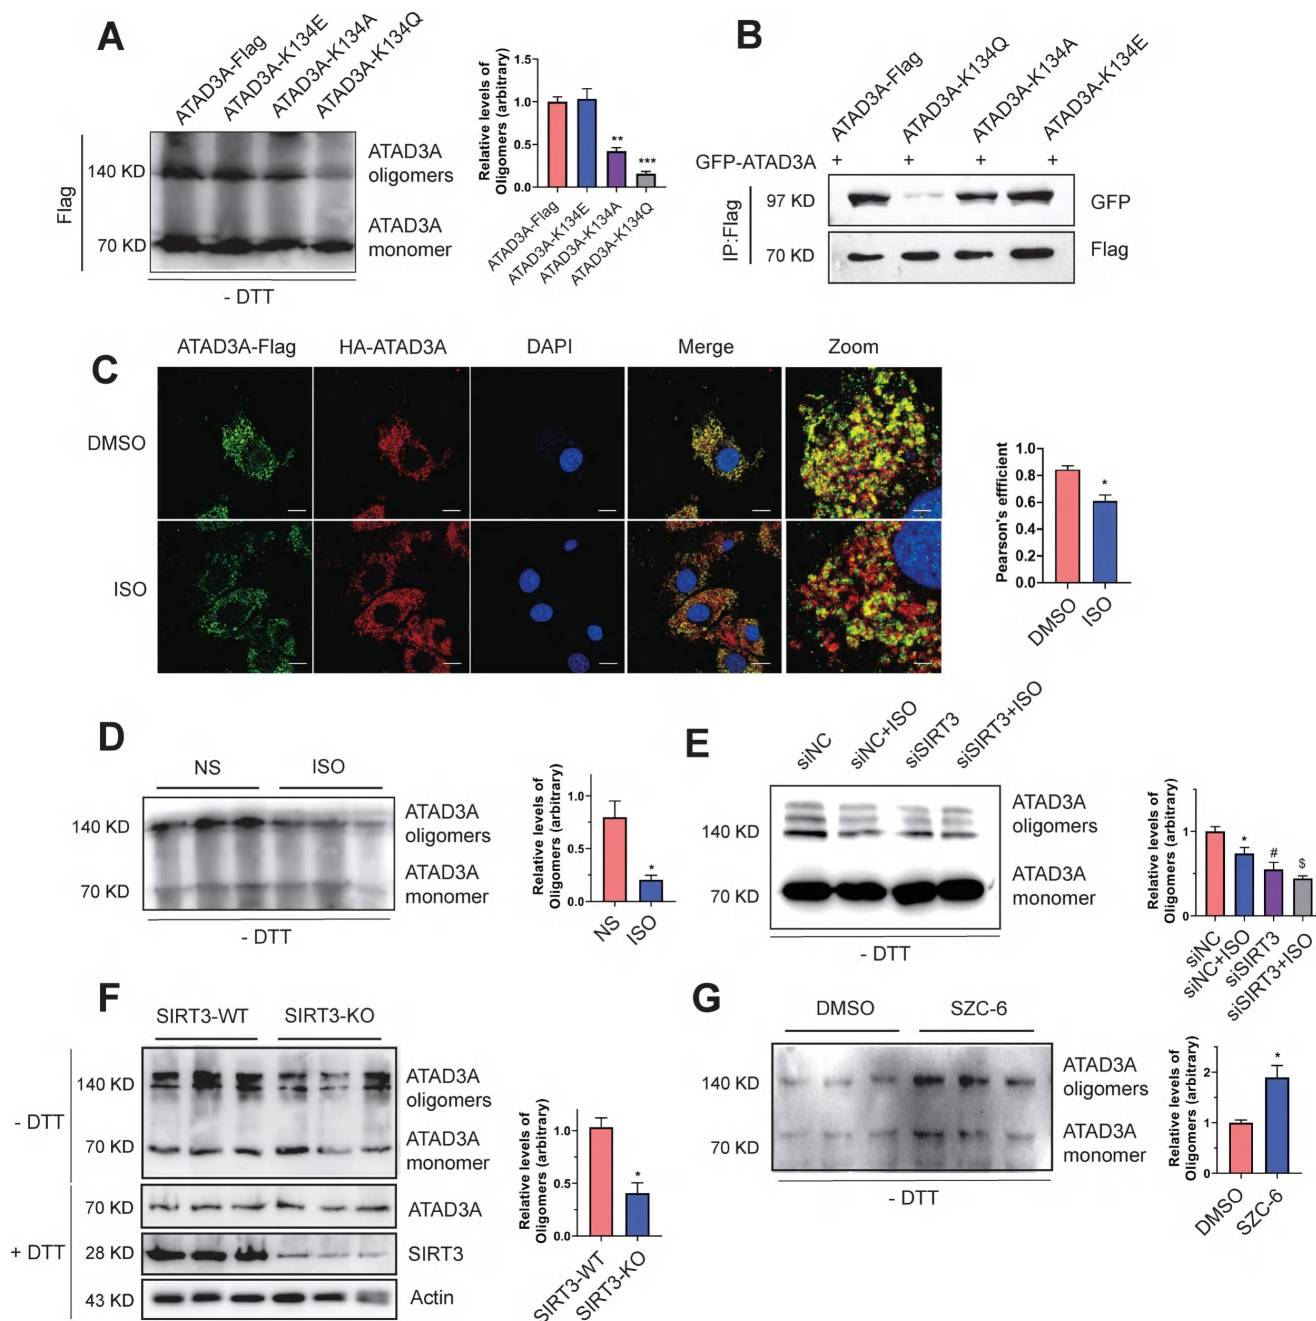 A
ATAD3A-Flag
ATAD3A-K134E
ATAD3A-K134A
ATAD3A-K134Q
Flag
140 KD
70 KD
ATAD3A
oligomers
ATAD3A
monomer
- DTT
Relative levels of
Oligomers (arbitrary)
1.5
1.0
0.5
0.0
**
***
ATAD3A-Flag
ATAD3A-K134E
ATAD3A-K134A
ATAD3A-K134Q
B
ATAD3A-Flag
ATAD3A-K134Q
ATAD3A-K134A
ATAD3A-K134E
GFP-ATAD3A + + + +
IP:Flag
97 KD
GFP
70 KD
Flag
C
ATAD3A-Flag HA-ATAD3A DAPI Merge Zoom
DMSO
ISO
Pearson's effficient
1.0
0.8
0.6
0.4
0.2
0.0
*
DMSO
ISO
D
NS ISO
140 KD
70 KD
ATAD3A
oligomers
ATAD3A
monomer
- DTT
Relative levels of
Oligomers (arbitrary)
1.0
0.5
0.0
*
NS
ISO
E
siNC
siNC+ISO
siSIRT3
siSIRT3+ISO
140 KD
70 KD
ATAD3A
oligomers
ATAD3A
monomer
- DTT
Relative levels of
Oligomers (arbitrary)
1
0
*
#
$
siNC
siNC+ISO
siSIRT3
siSIRT3+ISO
F
SIRT3-WT SIRT3-KO
- DTT
140 KD
70 KD
ATAD3A
oligomers
ATAD3A
monomer
+ DTT
70 KD
ATAD3A
28 KD
SIRT3
43 KD
Actin
Relative levels of
Oligomers (arbitrary)
1.0
0.5
0.0
*
SIRT3-WT
SIRT3-KO
G
DMSO SZC-6
140 KD
70 KD
ATAD3A
oligomers
ATAD3A
monomer
- DTT
Relative levels of
Oligomers (arbitrary)
2
1
0
*
DMSO
SZC-6